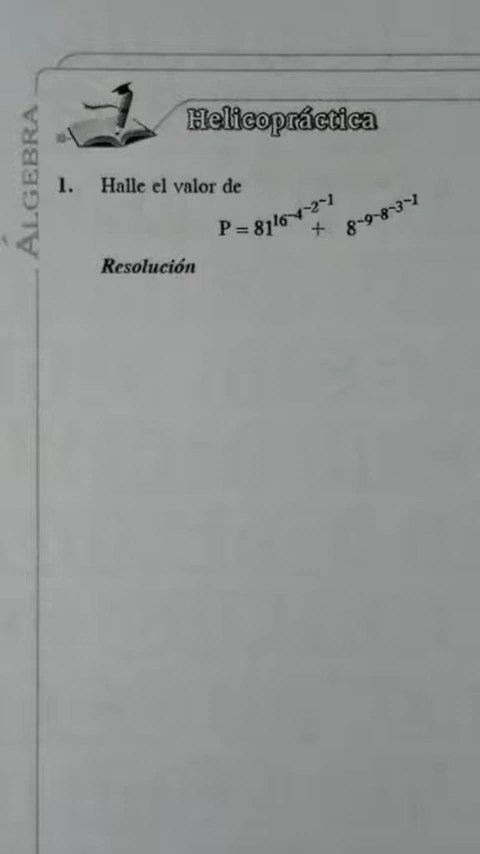 ÁLGEBRA
Helicopráctica
1. Halle el valor de
P = 81^16^-4^-2^-1 + 8^-9^-8^-3^-1
Resolución